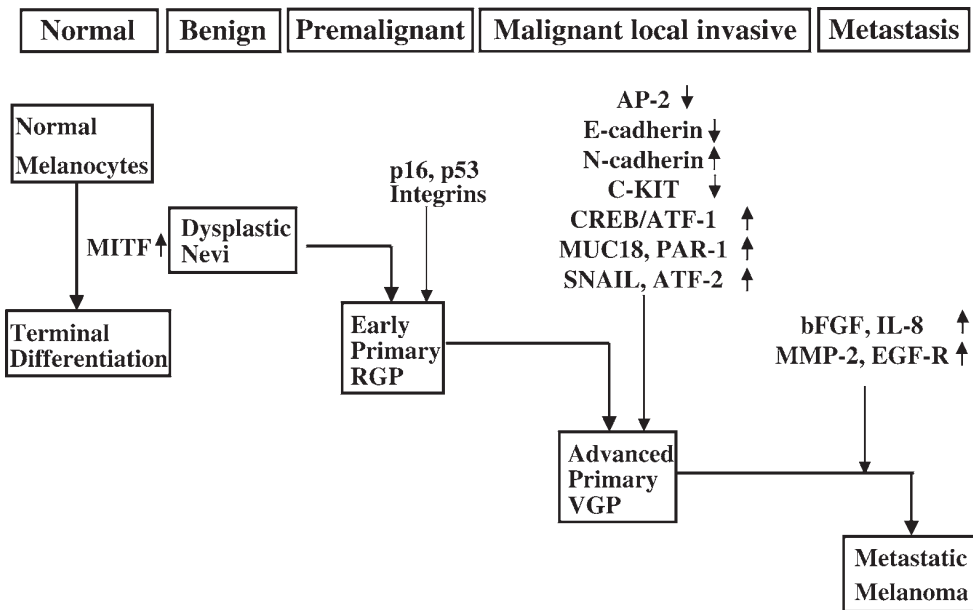 Normal
Benign
Premalignant
Malignant local invasive
Metastasis
Normal
Melanocytes
MITF ↑
Terminal
Differentiation
Dysplastic
Nevi
p16, p53
Integrins
Early
Primary
RGP
AP-2 ↓
E-cadherin ↓
N-cadherin ↑
C-KIT ↓
CREB/ATF-1 ↑
MUC18, PAR-1 ↑
SNAIL, ATF-2 ↑
Advanced
Primary
VGP
bFGF, IL-8 ↑
MMP-2, EGF-R ↑
Metastatic
Melanoma